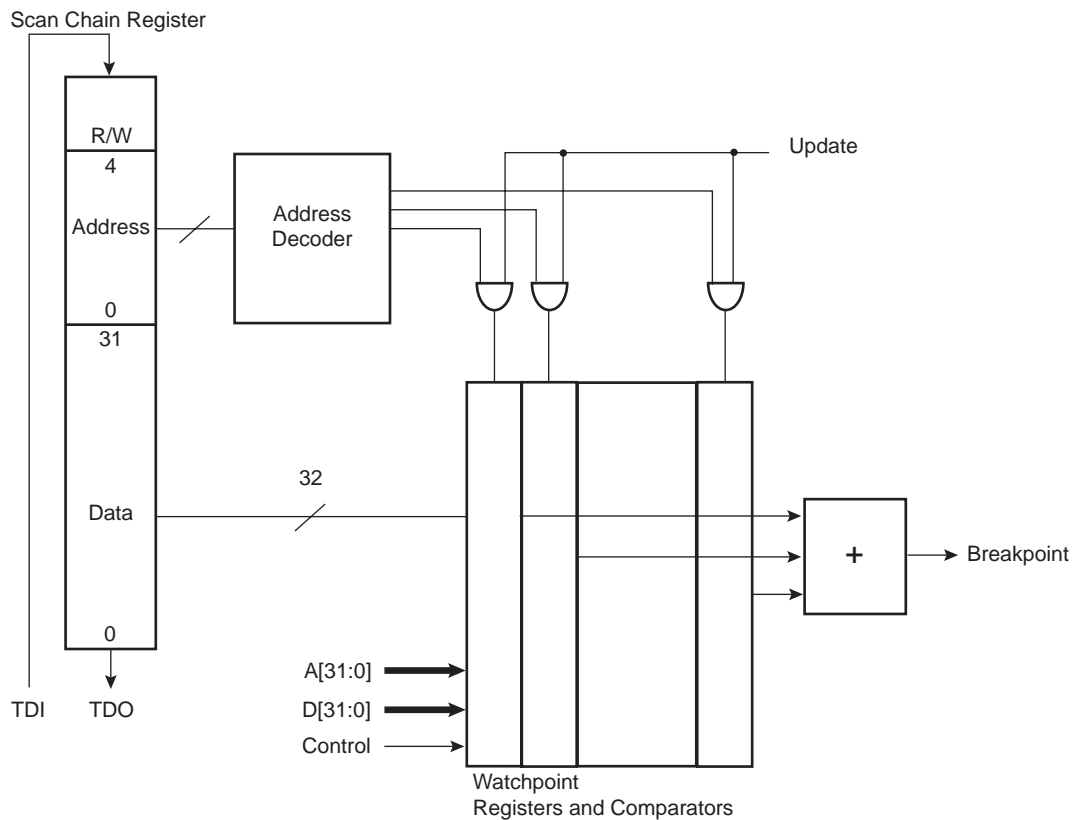 Scan Chain Register
R/W
4
Address
0
31
Data
0
TDI
TDO
Address
Decoder
Update
32
A[31:0]
D[31:0]
Control
+
Breakpoint
Watchpoint
Registers and Comparators